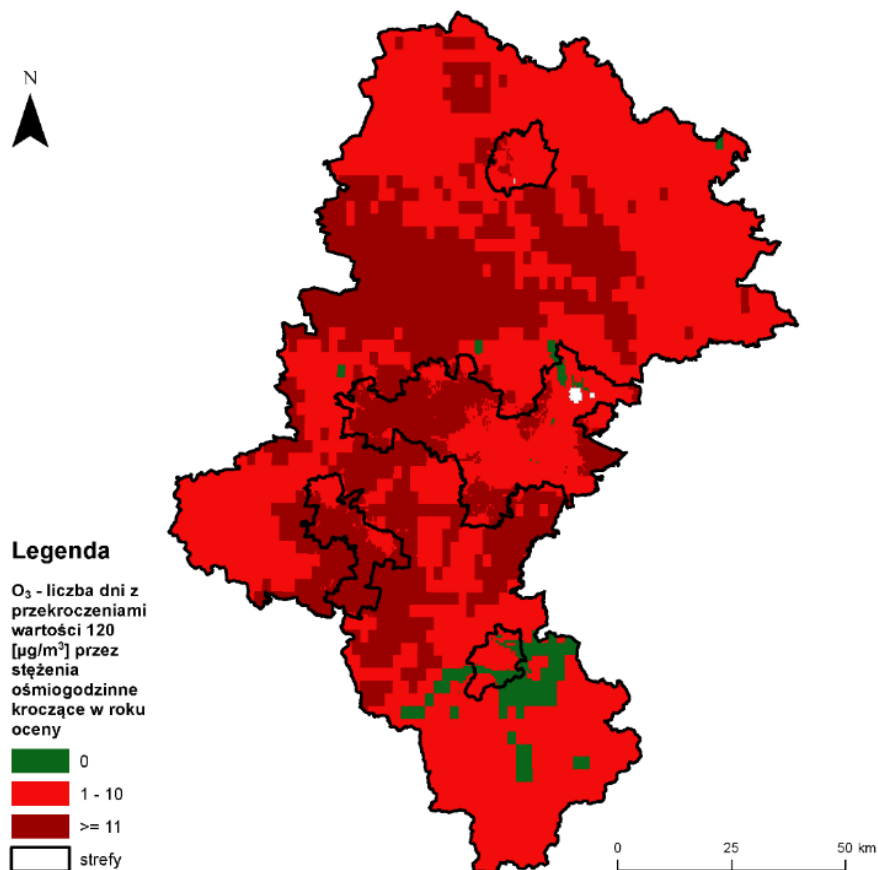 N
Legenda
O₃ - liczba dni z
przekroczeniami
wartości 120
[µg/m³] przez
stężenia
ośmiogodzinne
kroczące w roku
oceny
0
1 - 10
>= 11
strefy
0 25 50 km